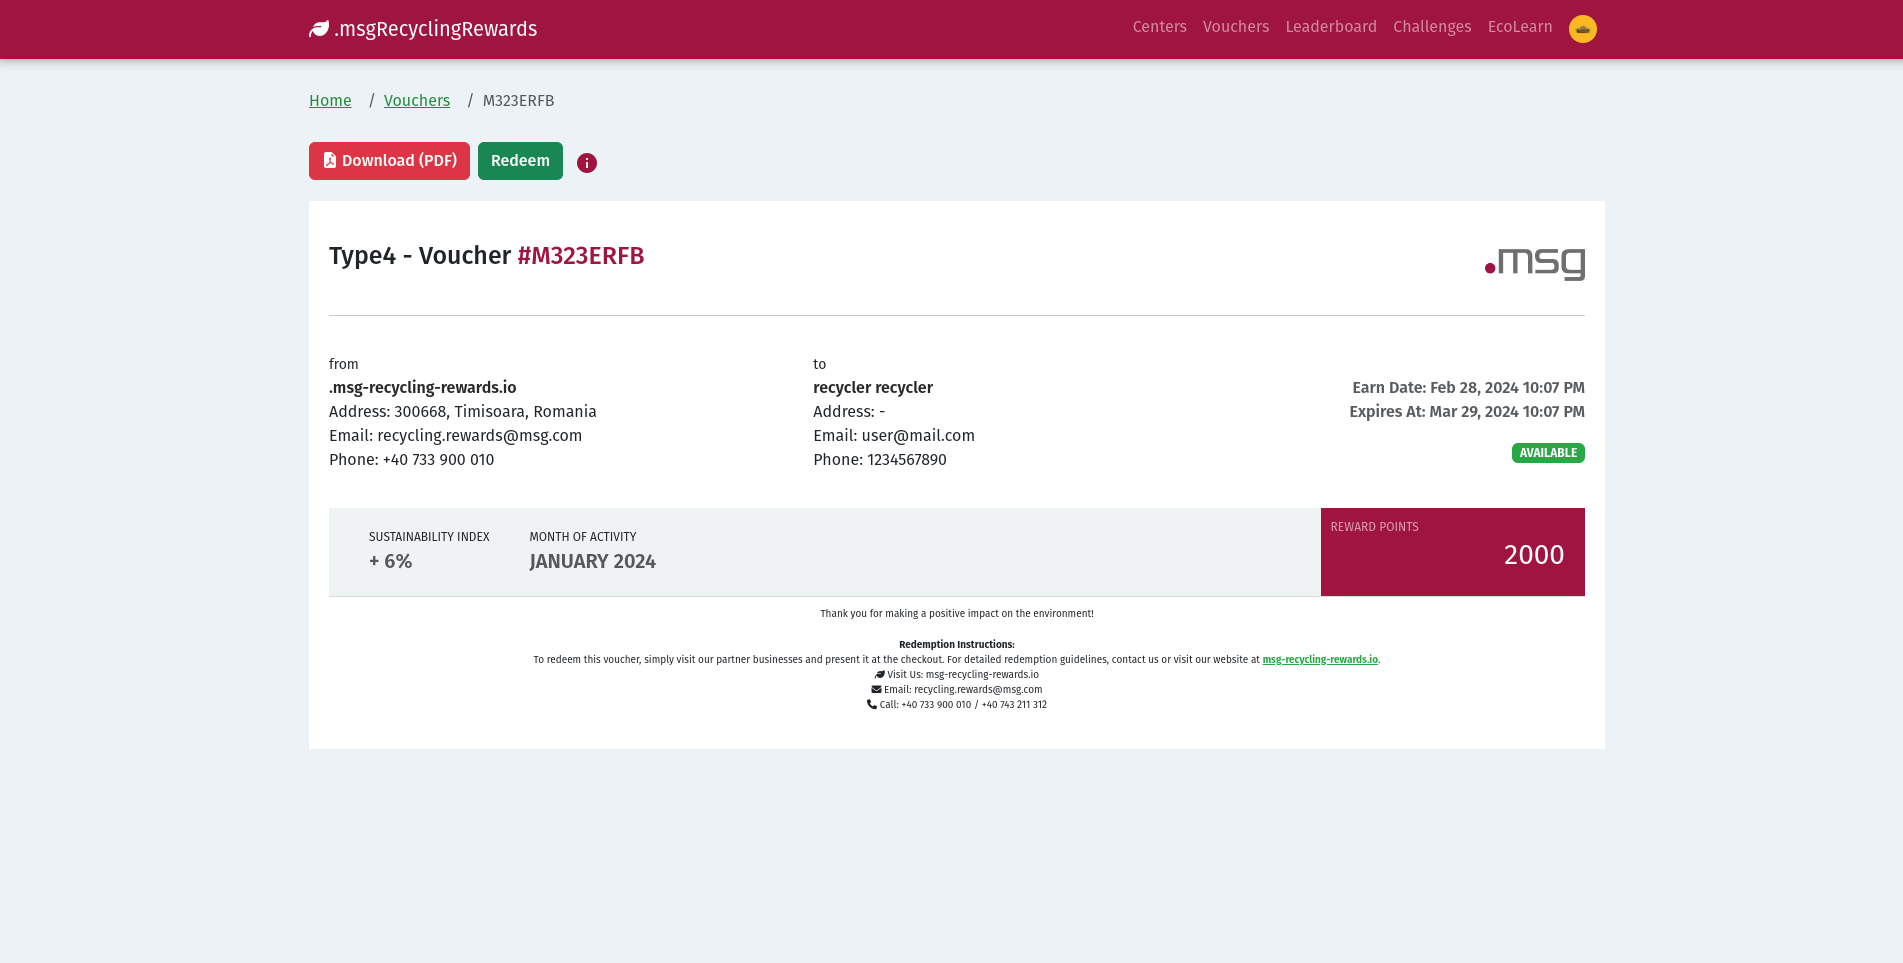 .msgRecyclingRewards
Centers Vouchers Leaderboard Challenges EcoLearn
Home / Vouchers / M323ERFB
Download (PDF) Redeem
Type4 - Voucher #M323ERFB
.msg
from
.msg-recycling-rewards.io
Address: 300668, Timisoara, Romania
Email: recycling.rewards@msg.com
Phone: +40 733 900 010
to
recycler recycler
Address: -
Email: user@mail.com
Phone: 1234567890
Earn Date: Feb 28, 2024 10:07 PM
Expires At: Mar 29, 2024 10:07 PM
AVAILABLE
SUSTAINABILITY INDEX
+ 6%
MONTH OF ACTIVITY
JANUARY 2024
REWARD POINTS
2000
Thank you for making a positive impact on the environment!
Redemption Instructions:
To redeem this voucher, simply visit our partner businesses and present it at the checkout. For detailed redemption guidelines, contact us or visit our website at msg-recycling-rewards.io.
Visit Us: msg-recycling-rewards.io
Email: recycling.rewards@msg.com
Call: +40 733 900 010 / +40 743 211 312